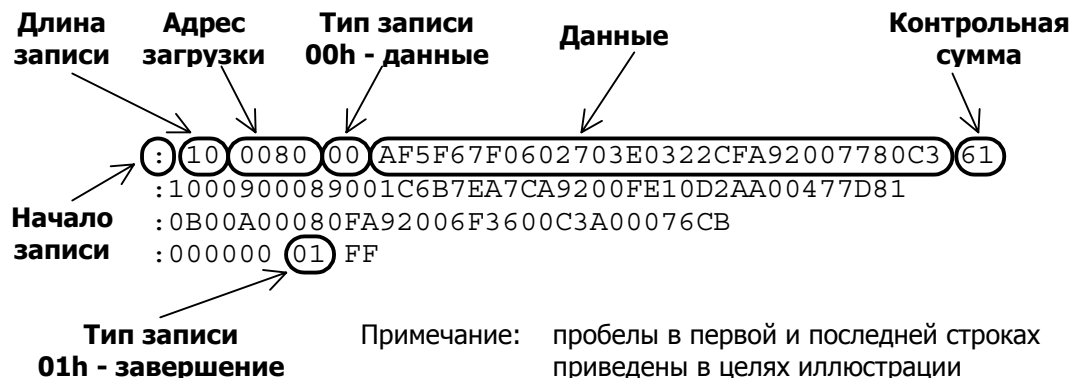 Длина записи
Адрес загрузки
Тип записи
00h - данные
Данные
Контрольная сумма
: 10 0080 00 AF5F67F0602703E0322CFA92007780C3 61
:1000900089001C6B7EA7CA9200FE10D2AA00477D81
:0B00A00080FA92006F3600C3A00076CB
:000000 01 FF
Начало записи
Тип записи
01h - завершение
Примечание: пробелы в первой и последней строках
приведены в целях иллюстрации